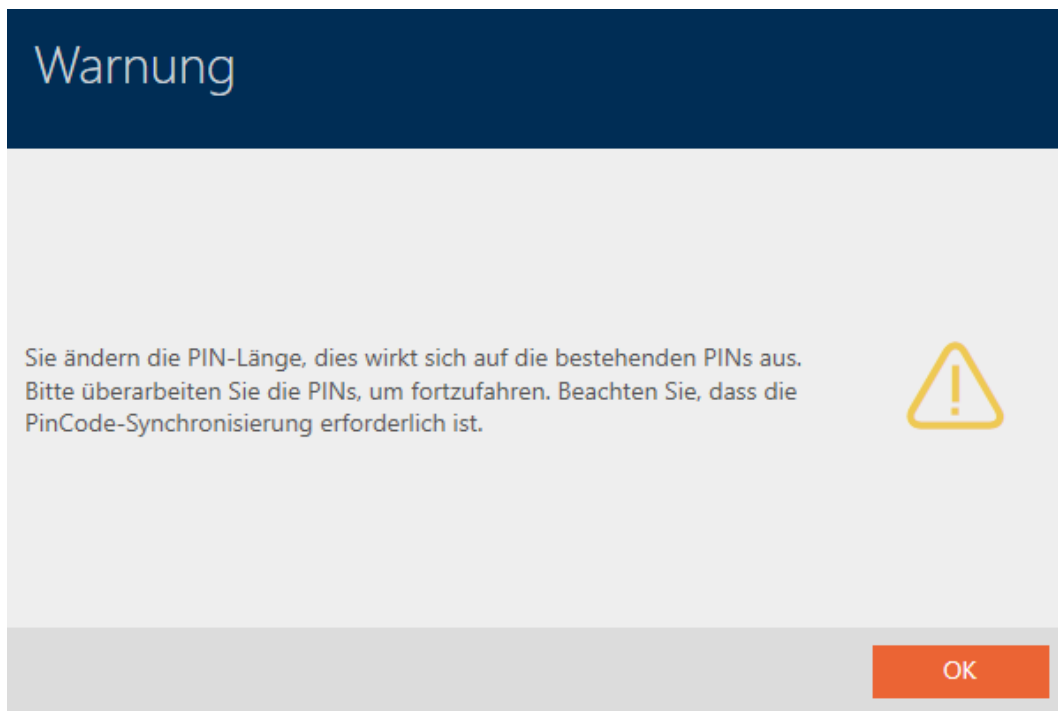 Warnung
Sie ändern die PIN-Länge, dies wirkt sich auf die bestehenden PINs aus.
Bitte überarbeiten Sie die PINs, um fortzufahren. Beachten Sie, dass die
PinCode-Synchronisierung erforderlich ist.
OK